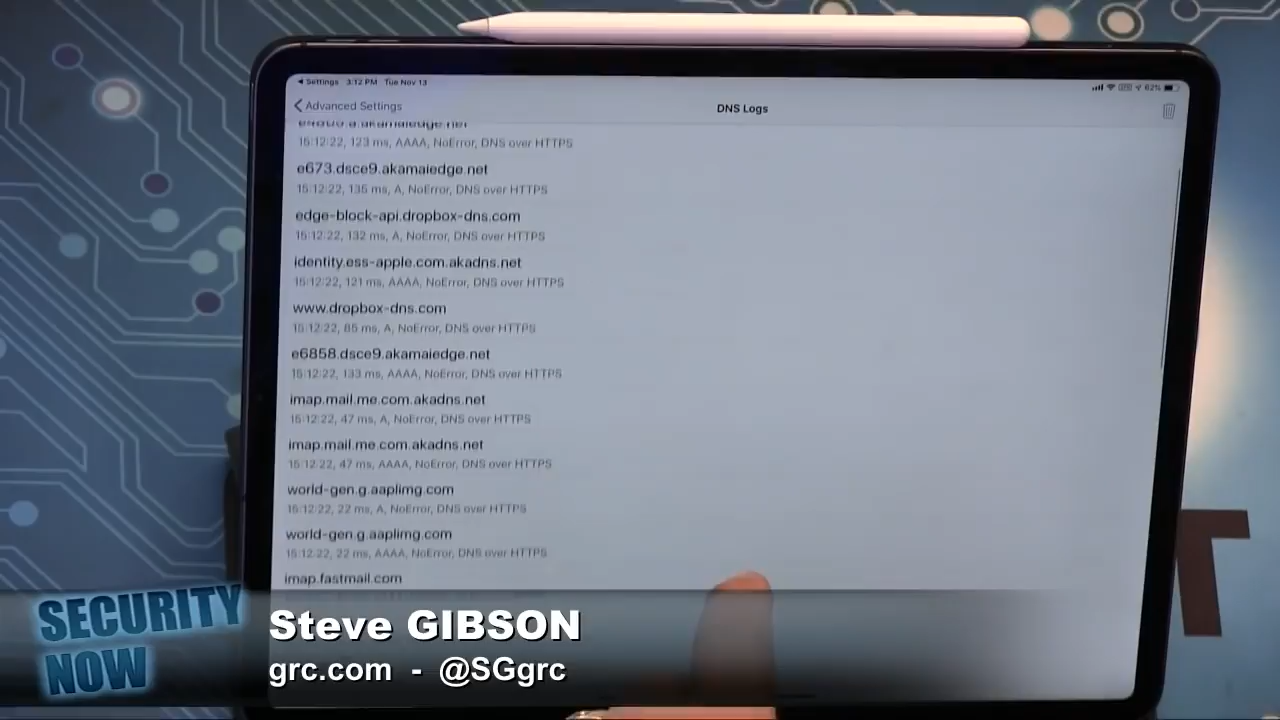 Settings 3:12 PM Tue Nov 13
62%
Advanced Settings
DNS Logs
15:12:22, 123 ms, AAAA, NoError, DNS over HTTPS
e673.dsce9.akamaiedge.net
15:12:22, 135 ms, A, NoError, DNS over HTTPS
edge-block-api.dropbox-dns.com
15:12:22, 132 ms, A, NoError, DNS over HTTPS
identity.ess-apple.com.akadns.net
15:12:22, 121 ms, AAAA, NoError, DNS over HTTPS
www.dropbox-dns.com
15:12:22, 85 ms, A, NoError, DNS over HTTPS
e6858.dsce9.akamaiedge.net
15:12:22, 133 ms, AAAA, NoError, DNS over HTTPS
imap.mail.me.com.akadns.net
15:12:22, 47 ms, A, NoError, DNS over HTTPS
imap.mail.me.com.akadns.net
15:12:22, 47 ms, AAAA, NoError, DNS over HTTPS
world-gen.g.aaplimg.com
15:12:22, 22 ms, A, NoError, DNS over HTTPS
world-gen.g.aaplimg.com
15:12:22, 22 ms, AAAA, NoError, DNS over HTTPS
imap.fastmail.com
SECURITY
NOW
Steve GIBSON
grc.com - @SGgrc
T